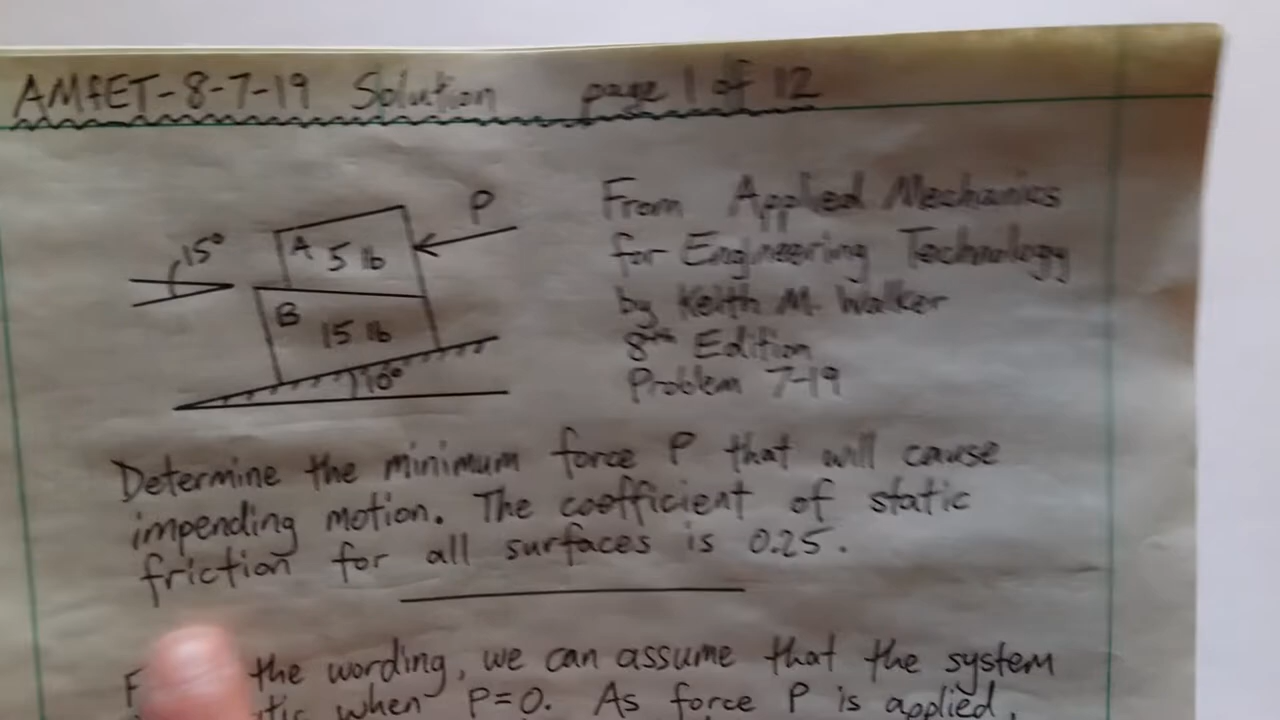 AMfET-8-7-19 Solution page 1 of 12
P
15°
A 5 lb
B 15 lb
10°
From Applied Mechanics
for Engineering Technology
by Keith M. Walker
8th Edition
Problem 7-19
Determine the minimum force P that will cause
impending motion. The coefficient of static
friction for all surfaces is 0.25.
the wording, we can assume that the system
when P=0. As force P is applied,